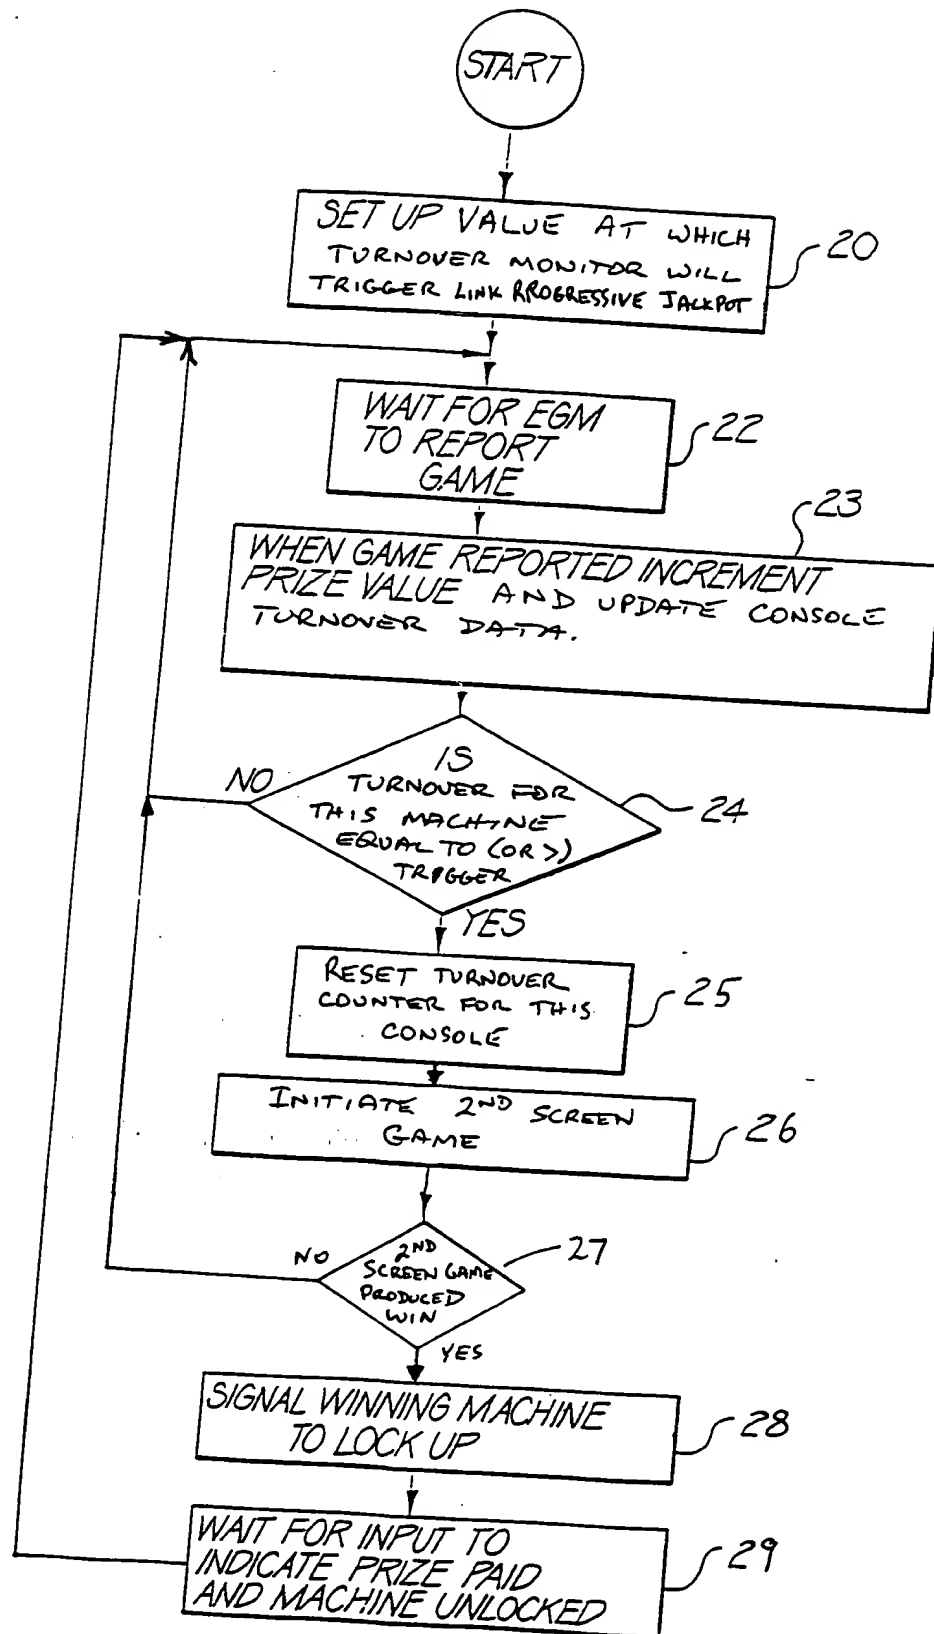 START
SET UP VALUE AT WHICH
TURNOVER MONITOR WILL
TRIGGER LINK RROGRESSIVE JACKPOT
20
WAIT FOR EGM
TO REPORT
GAME
22
23
WHEN GAME REPORTED INCREMENT
PRIZE VALUE AND UPDATE CONSOLE
TURNOVER DATA.
NO
IS
TURNOVER FOR
THIS MACHINE
EQUAL TO (OR >)
TRIGGER
24
YES
RESET TURNOVER
COUNTER FOR THIS
CONSOLE
25
INITIATE 2ND SCREEN
GAME
26
NO
2ND
SCREEN GAME
PRODUCED
WIN
27
YES
SIGNAL WINNING MACHINE
TO LOCK UP
28
WAIT FOR INPUT TO
INDICATE PRIZE PAID
AND MACHINE UNLOCKED
29